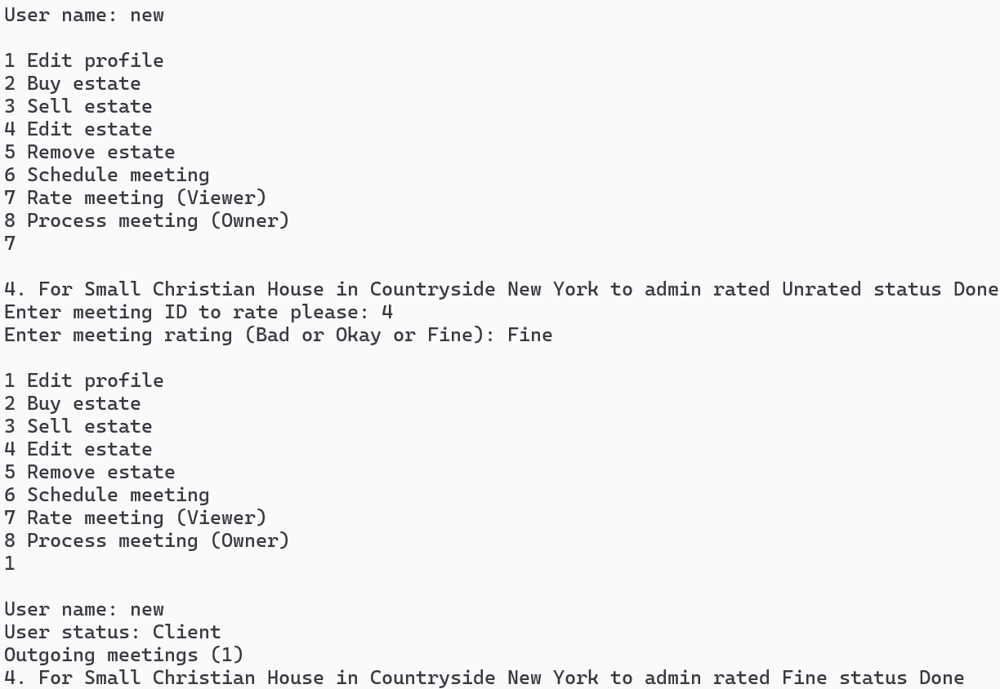 User name: new
1 Edit profile
2 Buy estate
3 Sell estate
4 Edit estate
5 Remove estate
6 Schedule meeting
7 Rate meeting (Viewer)
8 Process meeting (Owner)
7
4. For Small Christian House in Countryside New York to admin rated Unrated status Done
Enter meeting ID to rate please: 4
Enter meeting rating (Bad or Okay or Fine): Fine
1 Edit profile
2 Buy estate
3 Sell estate
4 Edit estate
5 Remove estate
6 Schedule meeting
7 Rate meeting (Viewer)
8 Process meeting (Owner)
1
User name: new
User status: Client
Outgoing meetings (1)
4. For Small Christian House in Countryside New York to admin rated Fine status Done